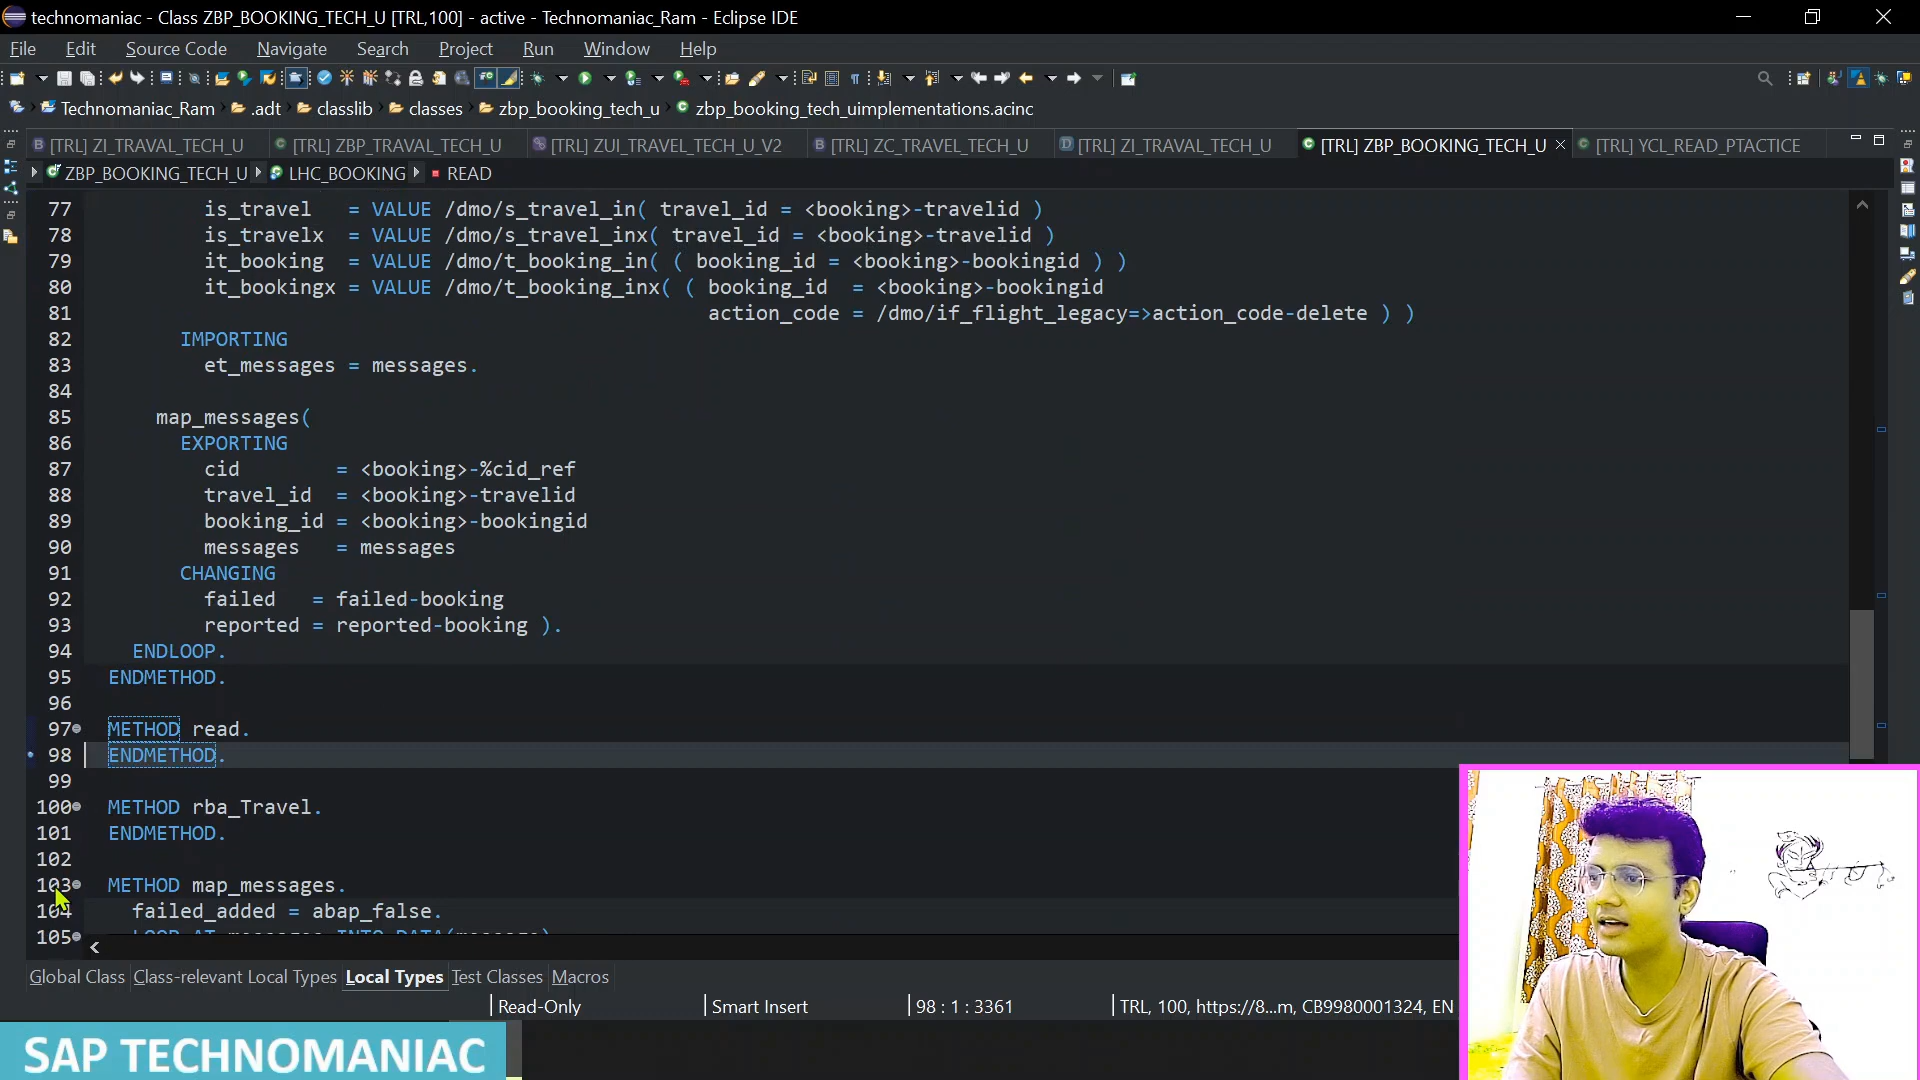 technomaniac - Class ZBP_BOOKING_TECH_U [TRL,100] - active - Technomaniac_Ram - Eclipse IDE
File Edit Source Code Navigate Search Project Run Window Help
Technomaniac_Ram .adt classlib classes zbp_booking_tech_u zbp_booking_tech_uimplementations.acinc
[TRL] ZI_TRAVAL_TECH_U [TRL] ZBP_TRAVAL_TECH_U [TRL] ZUI_TRAVEL_TECH_U_V2 [TRL] ZC_TRAVEL_TECH_U [TRL] ZI_TRAVAL_TECH_U [TRL] ZBP_BOOKING_TECH_U [TRL] YCL_READ_PTACTICE
ZBP_BOOKING_TECH_U LHC_BOOKING READ
77 is_travel = VALUE /dmo/s_travel_in( travel_id = <booking>-travelid )
78 is_travelx = VALUE /dmo/s_travel_inx( travel_id = <booking>-travelid )
79 it_booking = VALUE /dmo/t_booking_in( ( booking_id = <booking>-bookingid ) )
80 it_bookingx = VALUE /dmo/t_booking_inx( ( booking_id = <booking>-bookingid
81 action_code = /dmo/if_flight_legacy=>action_code-delete ) )
82 IMPORTING
83 et_messages = messages.
84
85 map_messages(
86 EXPORTING
87 cid = <booking>-%cid_ref
88 travel_id = <booking>-travelid
89 booking_id = <booking>-bookingid
90 messages = messages
91 CHANGING
92 failed = failed-booking
93 reported = reported-booking ).
94 ENDLOOP.
95 ENDMETHOD.
96
97 METHOD read.
98 ENDMETHOD.
99
100 METHOD rba_Travel.
101 ENDMETHOD.
102
103 METHOD map_messages.
104 failed_added = abap_false.
105 LOOP AT messages INTO DATA(message).
Global Class Class-relevant Local Types Local Types Test Classes Macros
Read-Only Smart Insert 98 : 1 : 3361 TRL, 100, https://8...m, CB9980001324, EN
SAP TECHNOMANIAC